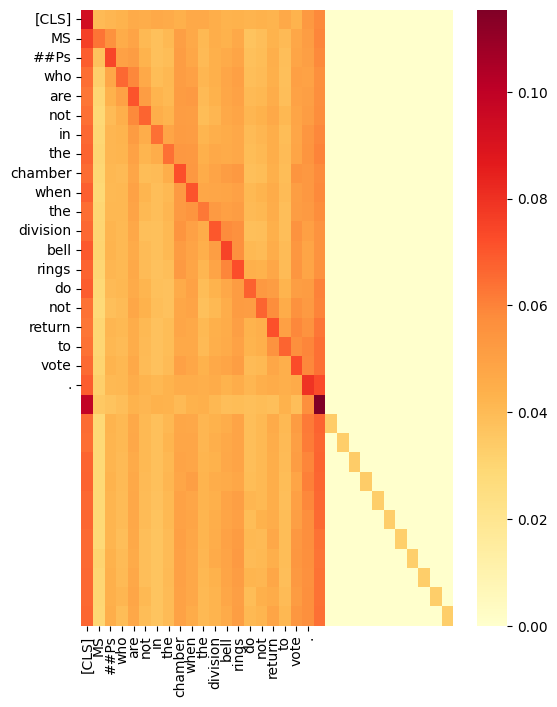 [CLS]
MS
##Ps
who
are
not
in
the
chamber
when
the
division
bell
rings
do
not
return
to
vote
.
0.10
0.08
0.06
0.04
0.02
0.00
[CLS]
MS
##Ps
who
are
not
in
the
chamber
when
the
division
bell
rings
do
not
return
to
vote
.